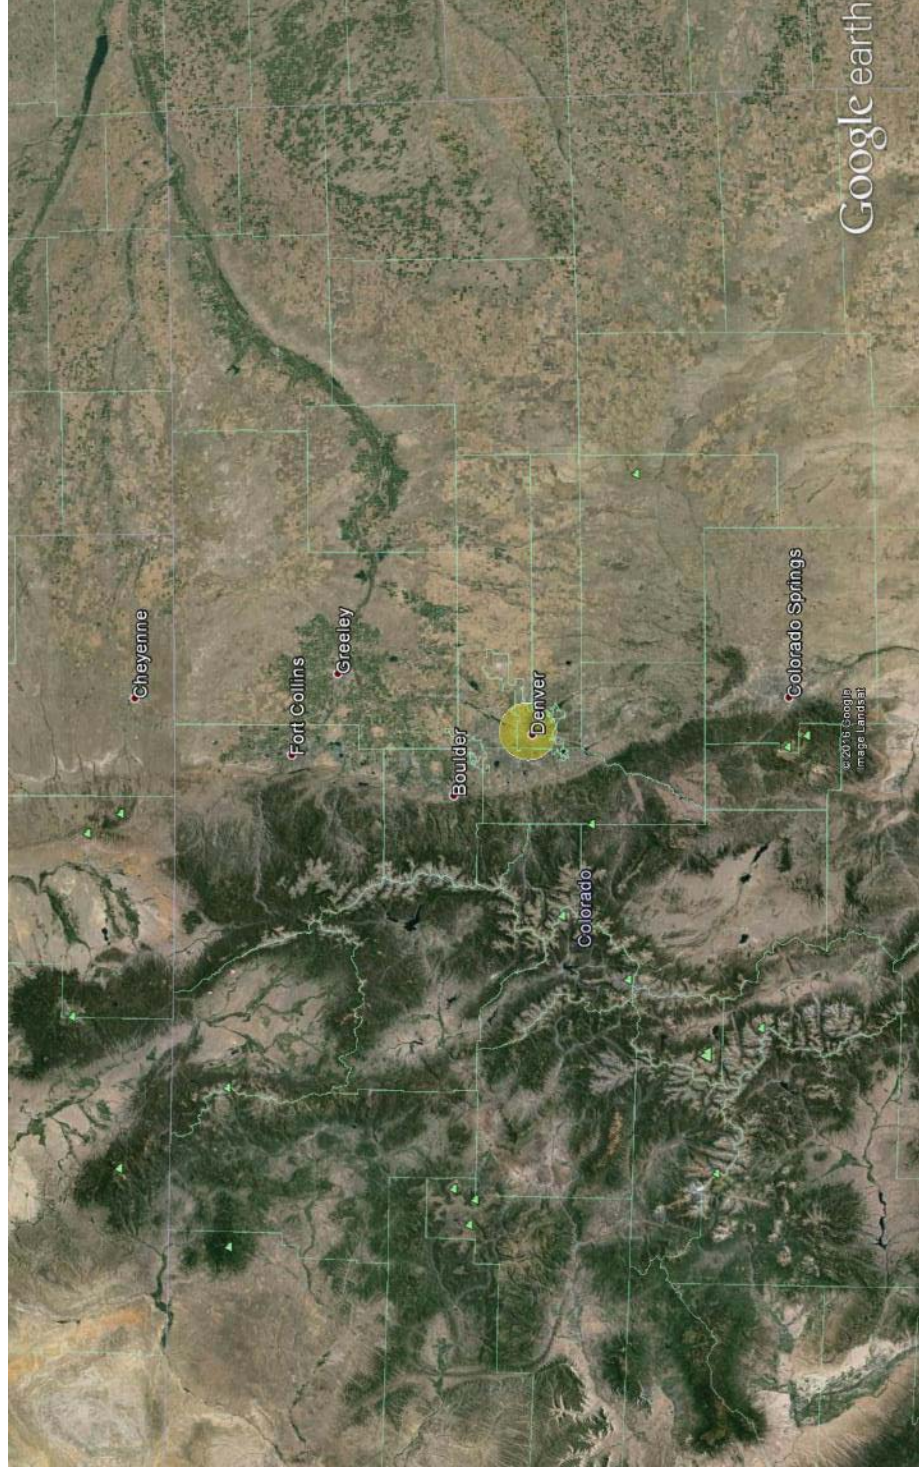 Cheyenne
Fort Collins
Greeley
Boulder
Denver
Colorado
Colorado Springs
© 2016 Google
Image Landsat
Google earth